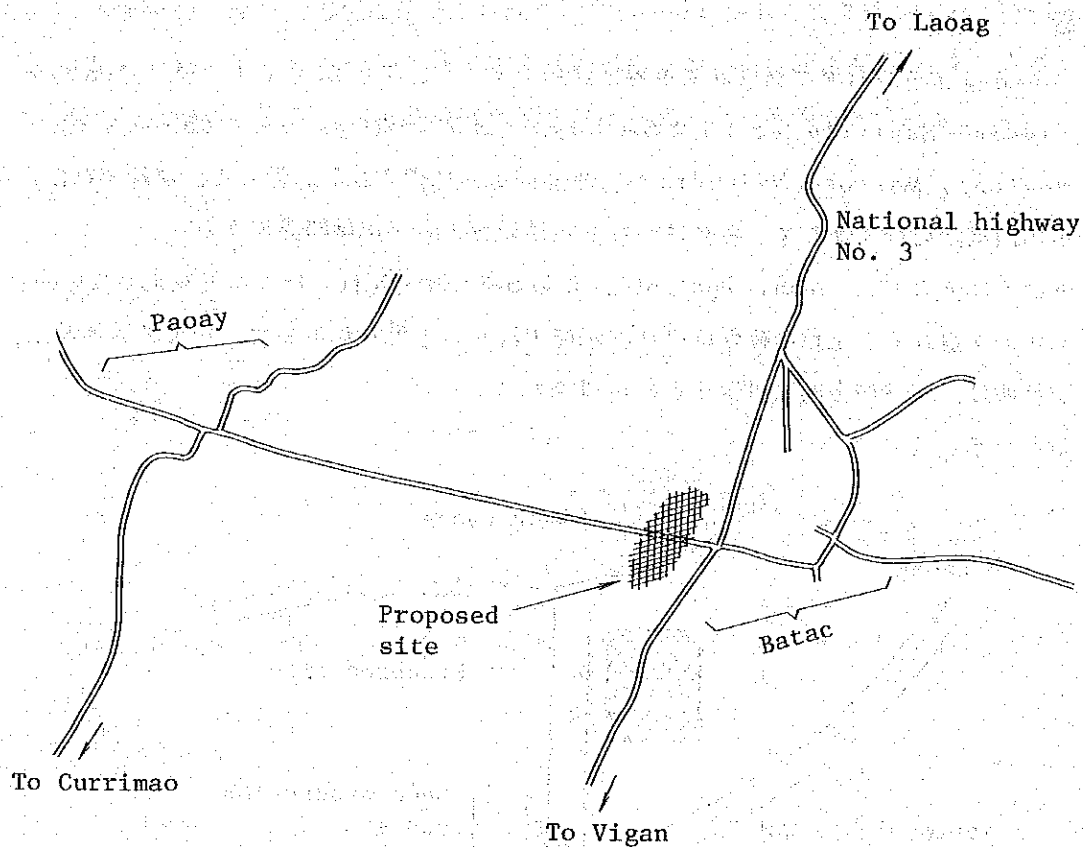 To Laoag
National highway
No. 3
Paoay
Proposed
site
Batac
To Currimao
To Vigan